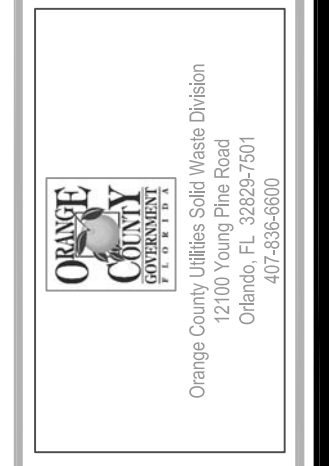 ORANGE
COUNTY
GOVERNMENT
FLORIDA
Orange County Utilities Solid Waste Division
12100 Young Pine Road
Orlando, FL 32829-7501
407-836-6600